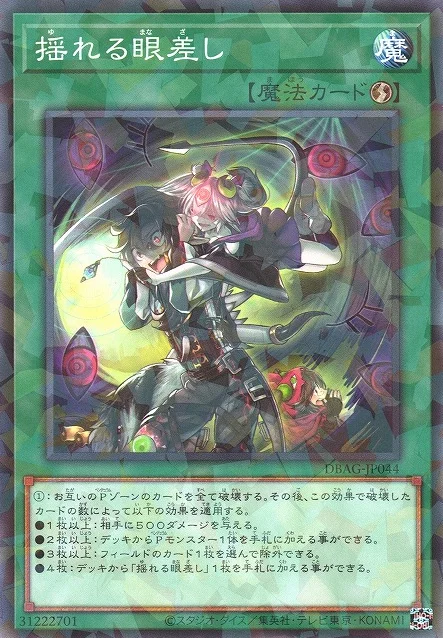 揺れる眼差し
魔
【魔法カード】
DBAG-JP044
①:お互いのPゾーンのカードを全て破壊する。その後、この効果で破壊した
カードの数によって以下の効果を適用する。
●1枚以上:相手に500ダメージを与える。
●2枚以上:デッキからPモンスター1体を手札に加える事ができる。
●3枚以上:フィールドのカード1枚を選んで除外できる。
●4枚:デッキから「揺れる眼差し」1枚を手札に加える事ができる。
31222701
©スタジオ・ダイス/集英社・テレビ東京・KONAMI